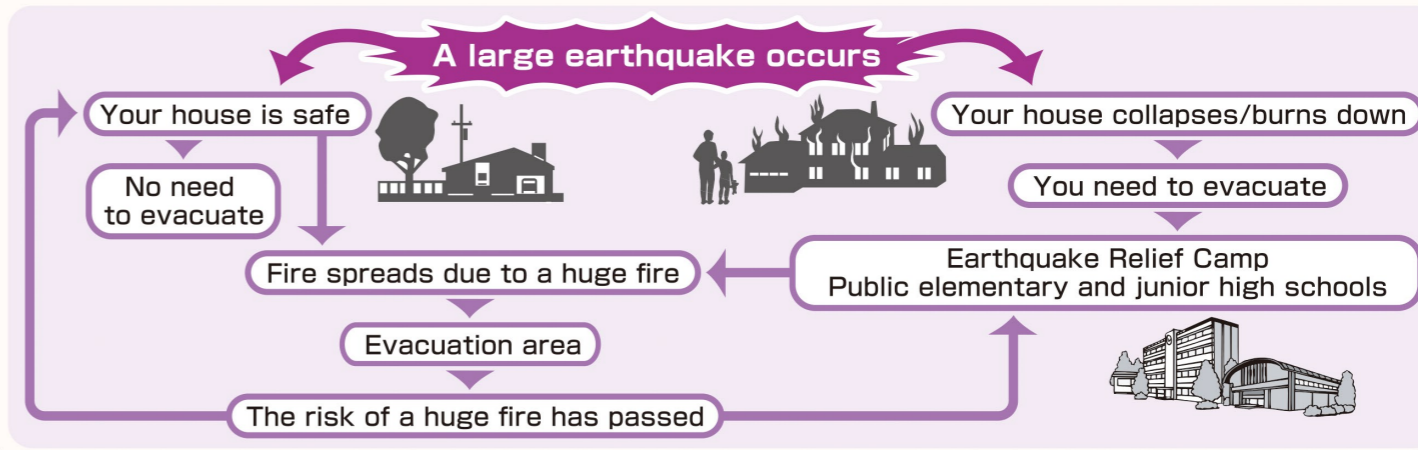 A large earthquake occurs
Your house is safe
No need
to evacuate
Your house collapses/burns down
You need to evacuate
Earthquake Relief Camp
Public elementary and junior high schools
Fire spreads due to a huge fire
Evacuation area
The risk of a huge fire has passed